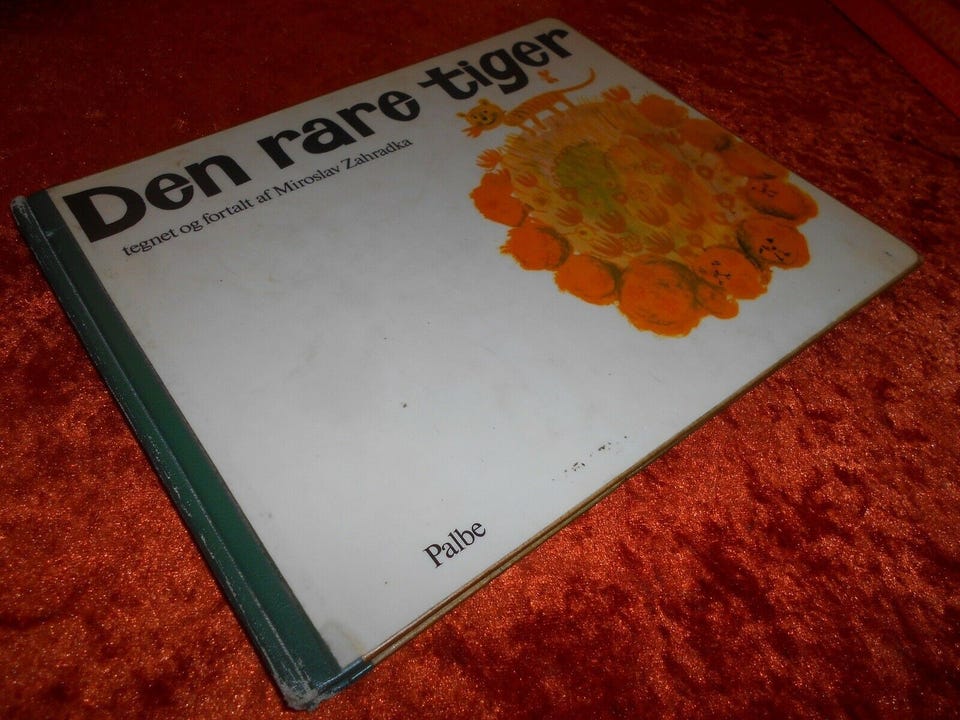 Den rare tiger
tegnet og fortalt af Miroslav Zahradka
Palbe